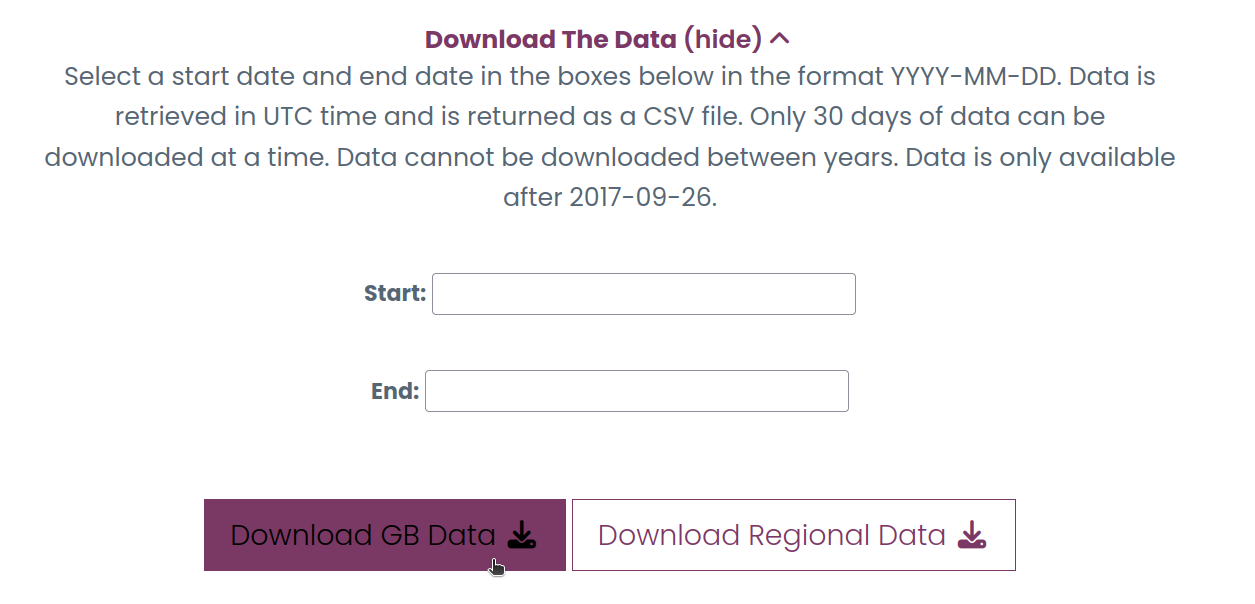 Download The Data (hide)
Select a start date and end date in the boxes below in the format YYYY-MM-DD. Data is
retrieved in UTC time and is returned as a CSV file. Only 30 days of data can be
downloaded at a time. Data cannot be downloaded between years. Data is only available
after 2017-09-26.
Start:
End:
Download GB Data
Download Regional Data